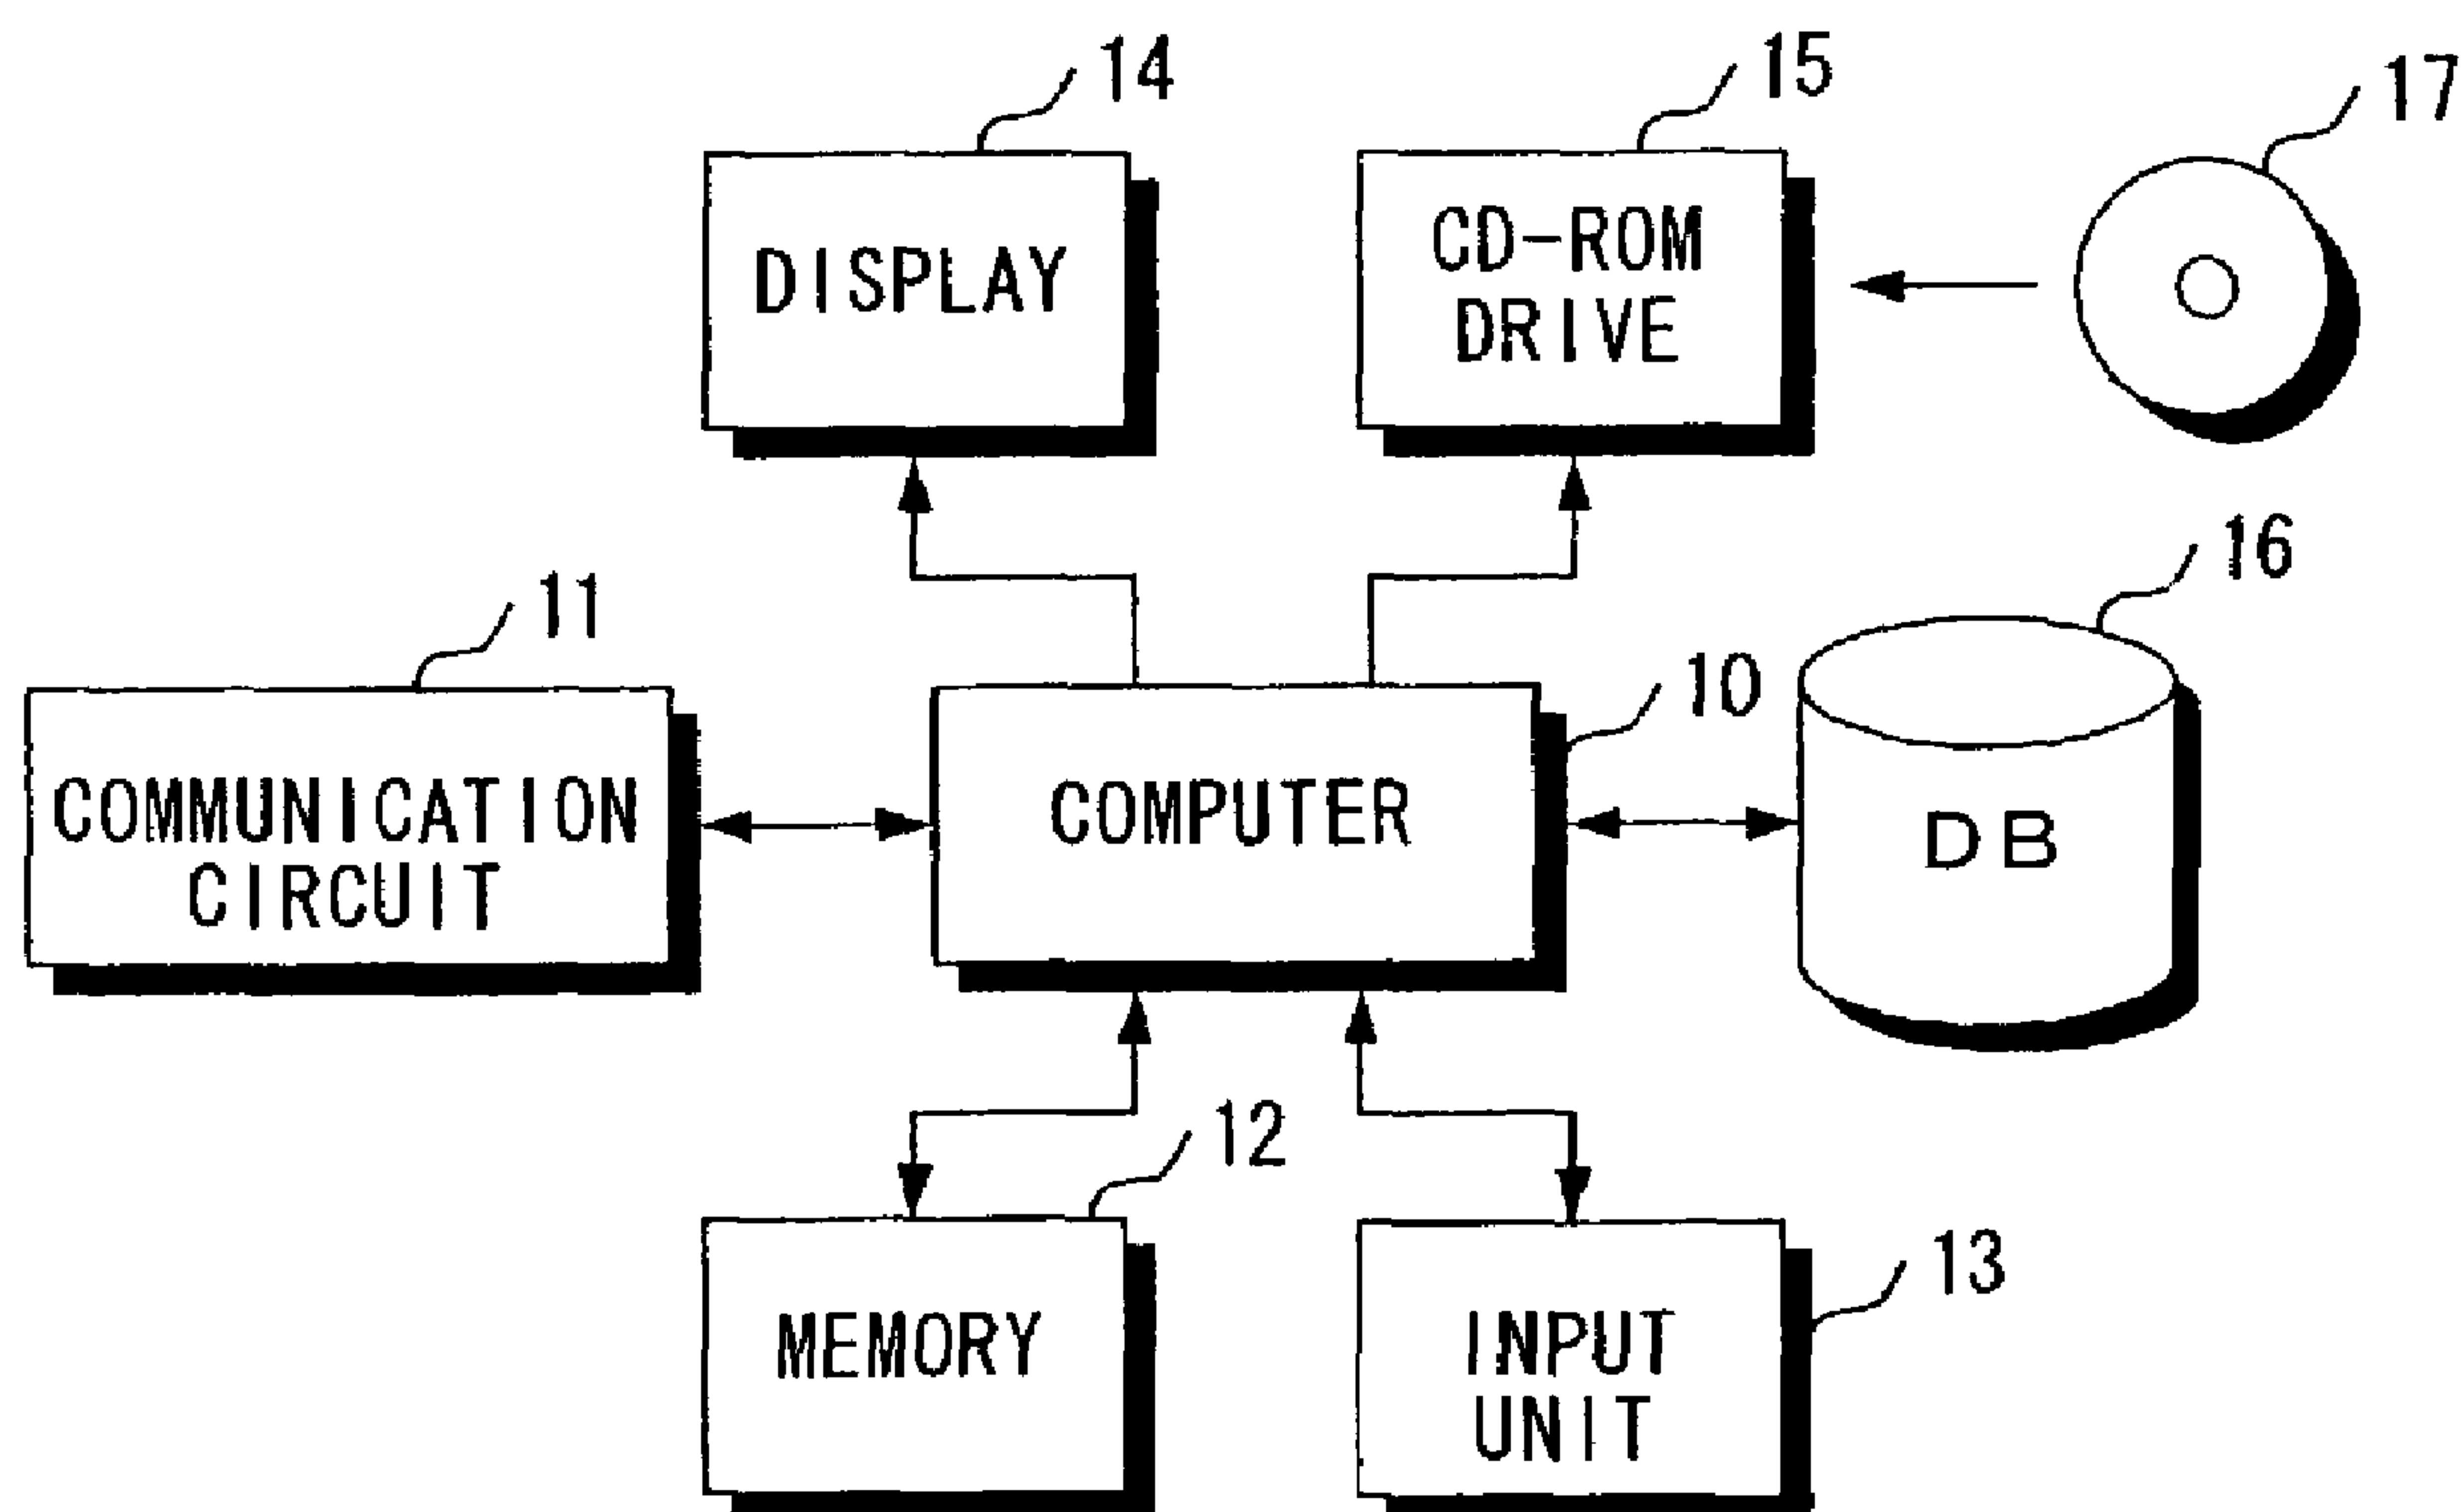 14
15
17
DISPLAY
CD-ROM
DRIVE
16
11
10
COMMUNICATION
CIRCUIT
COMPUTER
DB
12
13
MEMORY
INPUT
UNIT